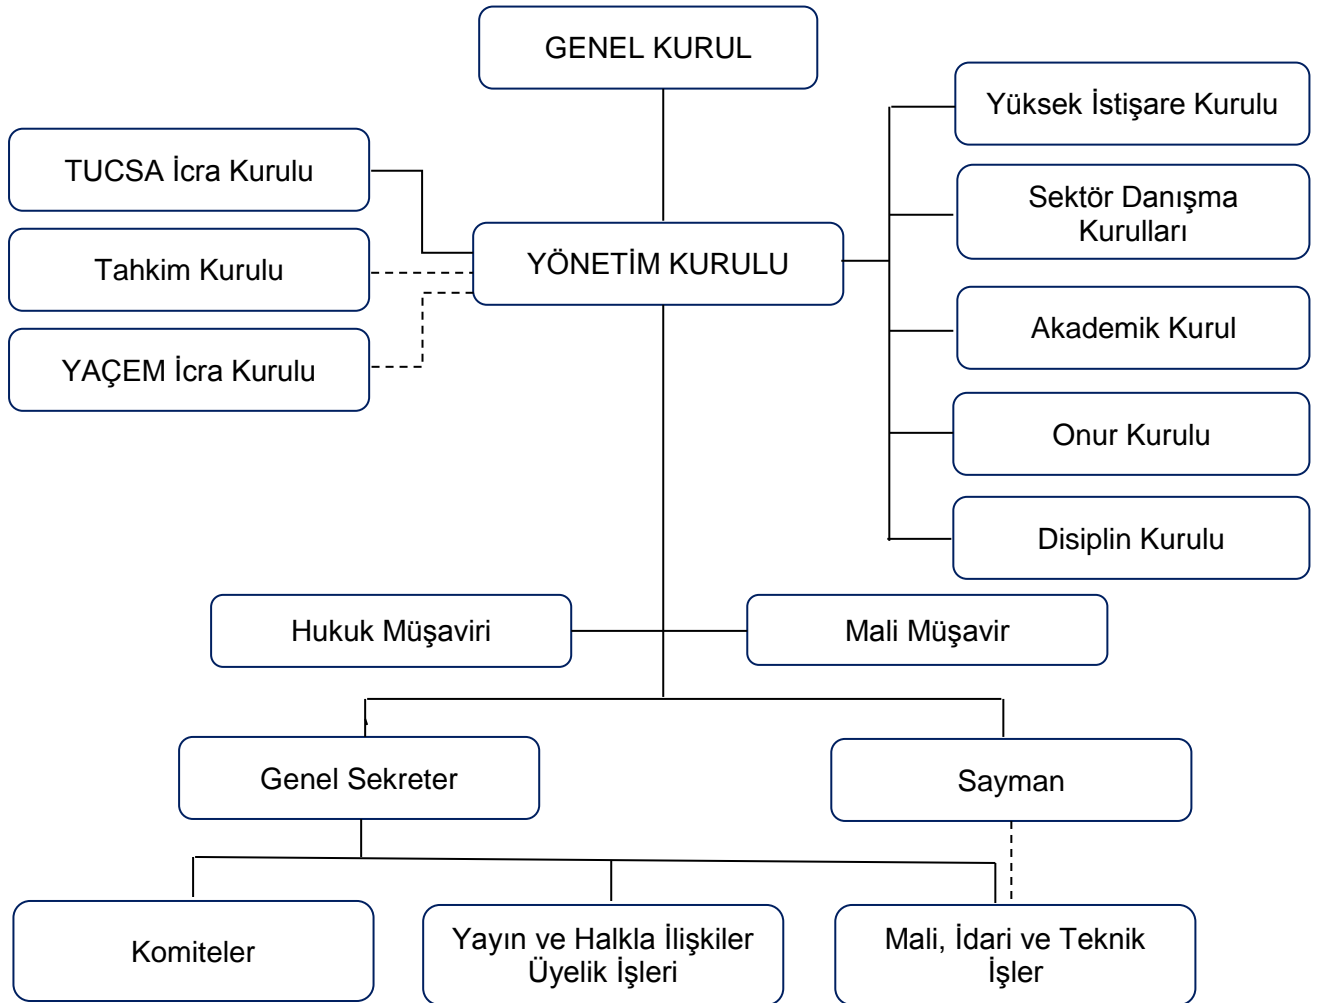 GENEL KURUL
Yüksek İstişare Kurulu
TUCSA İcra Kurulu
Sektör Danışma
Kurulları
Tahkim Kurulu
YÖNETİM KURULU
Akademik Kurul
YAÇEM İcra Kurulu
Onur Kurulu
Disiplin Kurulu
Hukuk Müşaviri
Mali Müşavir
Genel Sekreter
Sayman
Komiteler
Yayın ve Halkla İlişkiler
Üyelik İşleri
Mali, İdari ve Teknik
İşler